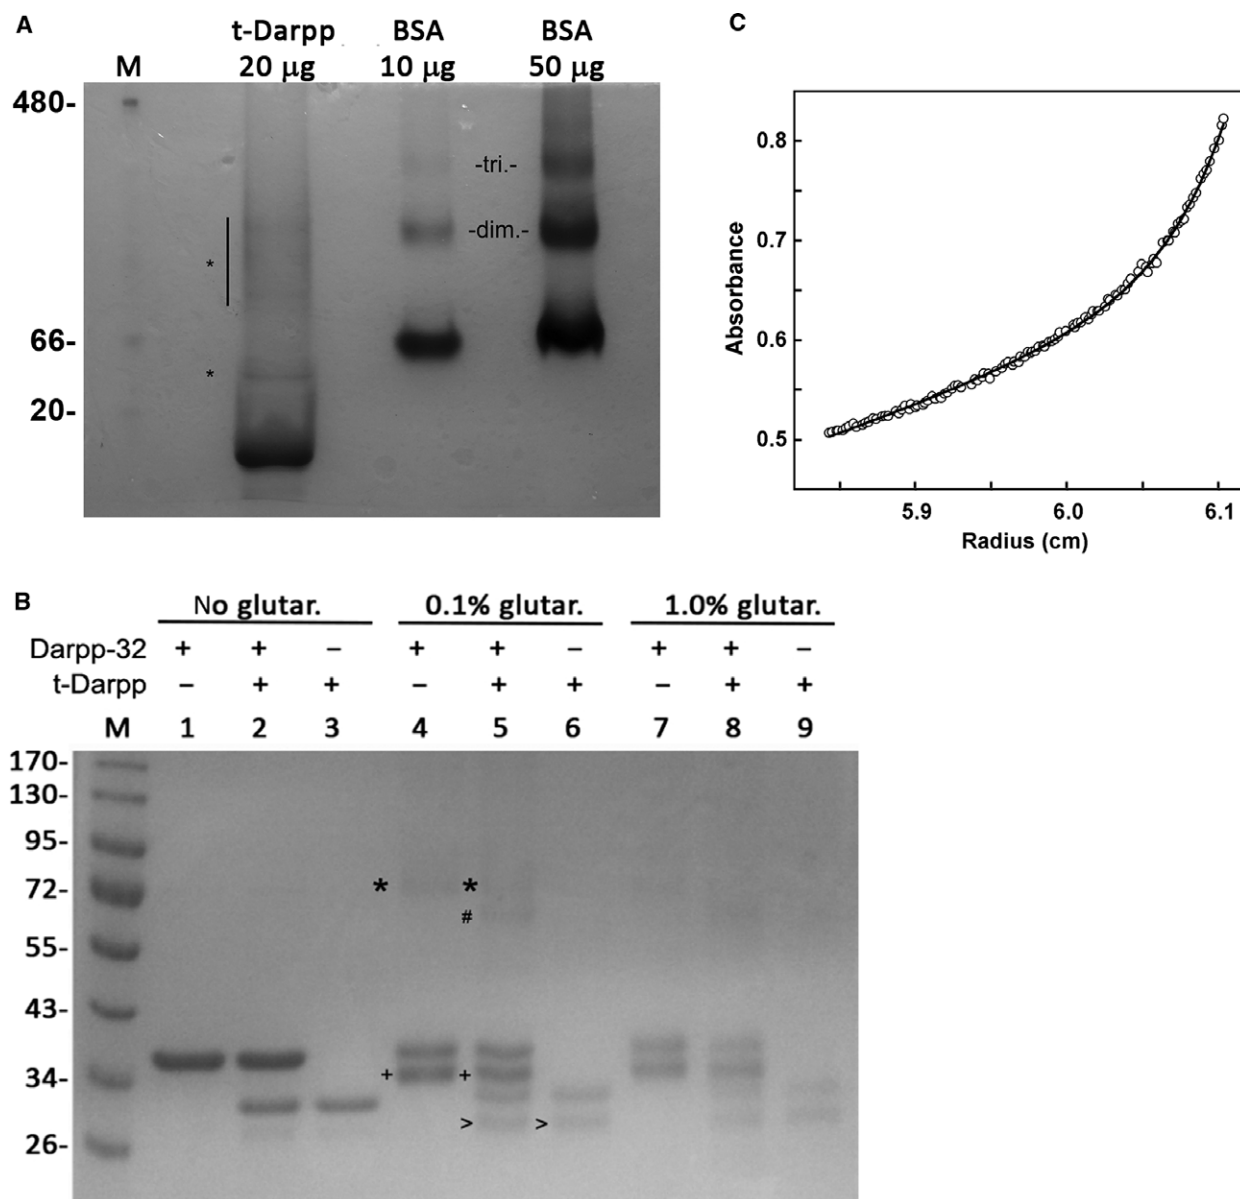 A
t-Darpp BSA BSA
M 20 µg 10 µg 50 µg
480-
-tri.-
-dim.-
*
66-
*
20-
C
0.8
0.7
0.6
0.5
Absorbance
5.9 6.0 6.1
Radius (cm)
B
No glutar. 0.1% glutar. 1.0% glutar.
Darpp-32 + + – + + – + + –
t-Darpp – + + – + + – + +
M 1 2 3 4 5 6 7 8 9
170-
130-
95-
72- * *
#
55-
43-
34- + +
> >
26-